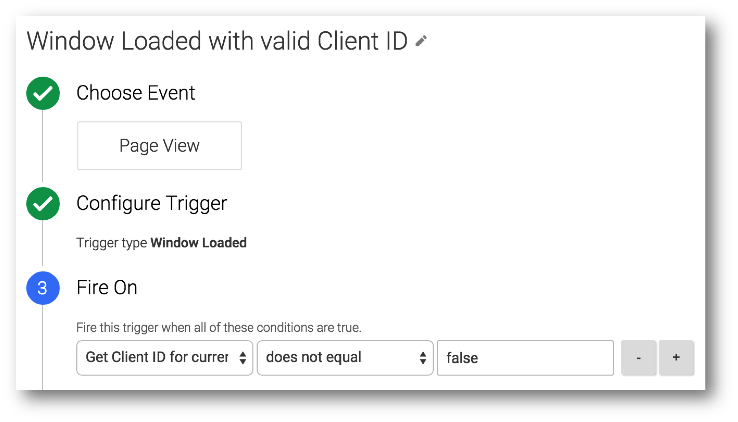 Window Loaded with valid Client ID
Choose Event
Page View
Configure Trigger
Trigger type Window Loaded
3 Fire On
Fire this trigger when all of these conditions are true.
Get Client ID for currer does not equal false - +